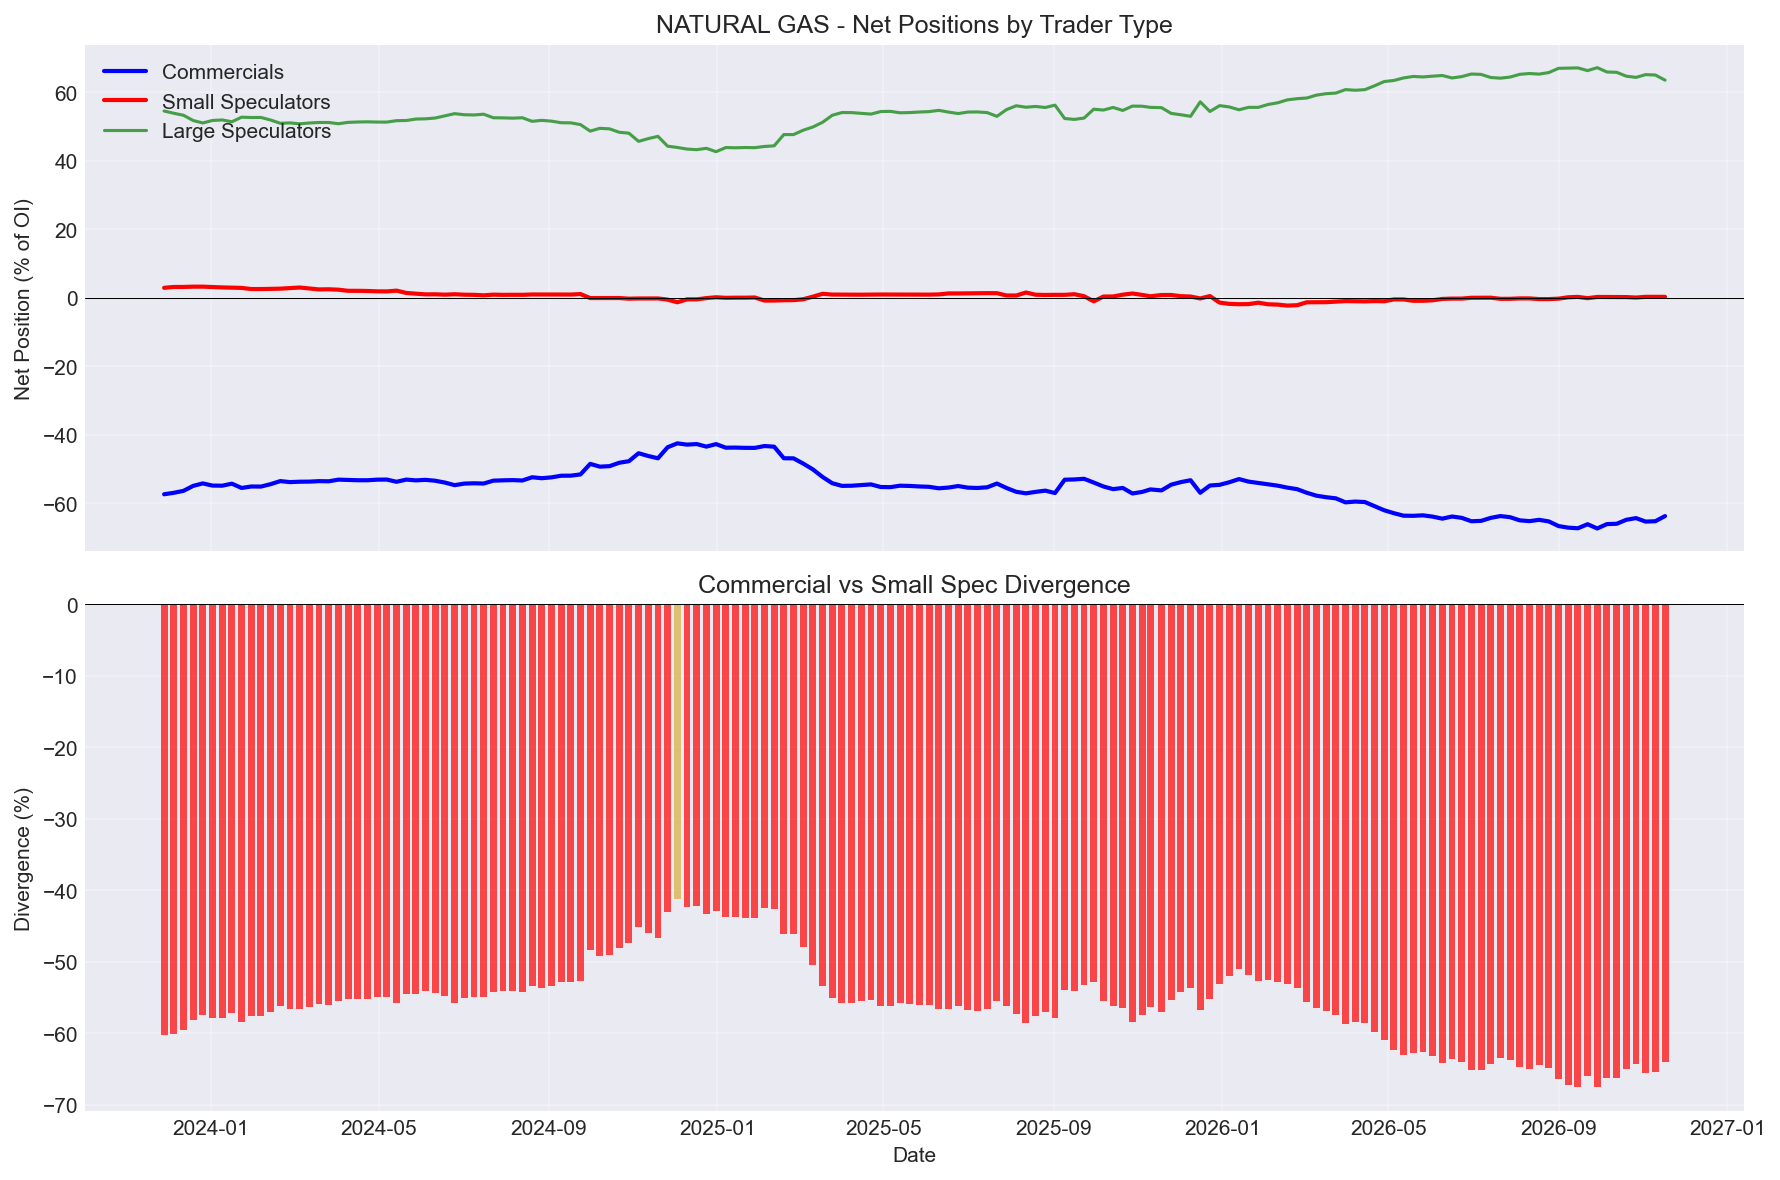 NATURAL GAS - Net Positions by Trader Type
Commercials
Small Speculators
Large Speculators
Net Position (% of OI)
60
40
20
0
−20
−40
−60
Commercial vs Small Spec Divergence
Divergence (%)
0
−10
−20
−30
−40
−50
−60
−70
2024-01 2024-05 2024-09 2025-01 2025-05 2025-09 2026-01 2026-05 2026-09 2027-01
Date